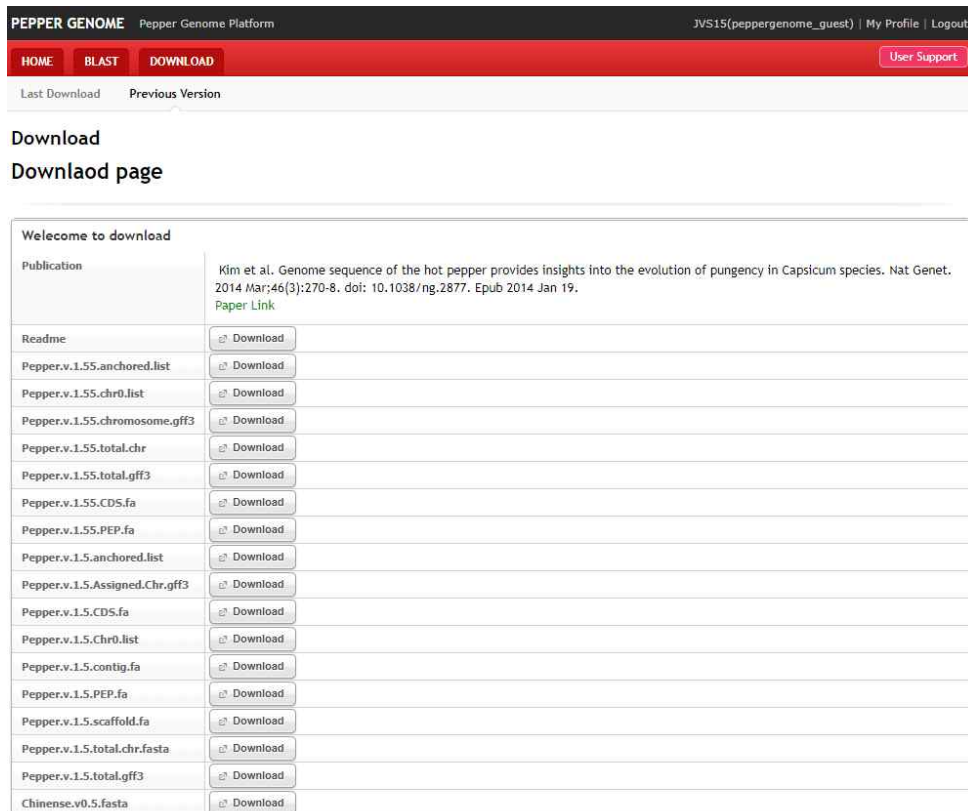 PEPPER GENOME Pepper Genome Platform JVS15(peppergenome_guest) | My Profile | Logout
HOME BLAST DOWNLOAD User Support
Last Download Previous Version
Download
Downlaod page
Welecome to download
Publication Kim et al. Genome sequence of the hot pepper provides insights into the evolution of pungency in Capsicum species. Nat Genet.
2014 Mar;46(3):270-8. doi: 10.1038/ng.2877. Epub 2014 Jan 19.
Paper Link
Readme Download
Pepper.v.1.55.anchored.list Download
Pepper.v.1.55.chr0.list Download
Pepper.v.1.55.chromosome.gff3 Download
Pepper.v.1.55.total.chr Download
Pepper.v.1.55.total.gff3 Download
Pepper.v.1.55.CDS.fa Download
Pepper.v.1.55.PEP.fa Download
Pepper.v.1.5.anchored.list Download
Pepper.v.1.5.Assigned.Chr.gff3 Download
Pepper.v.1.5.CDS.fa Download
Pepper.v.1.5.Chr0.list Download
Pepper.v.1.5.contig.fa Download
Pepper.v.1.5.PEP.fa Download
Pepper.v.1.5.scaffold.fa Download
Pepper.v.1.5.total.chr.fasta Download
Pepper.v.1.5.total.gff3 Download
Chinense.v0.5.fasta Download